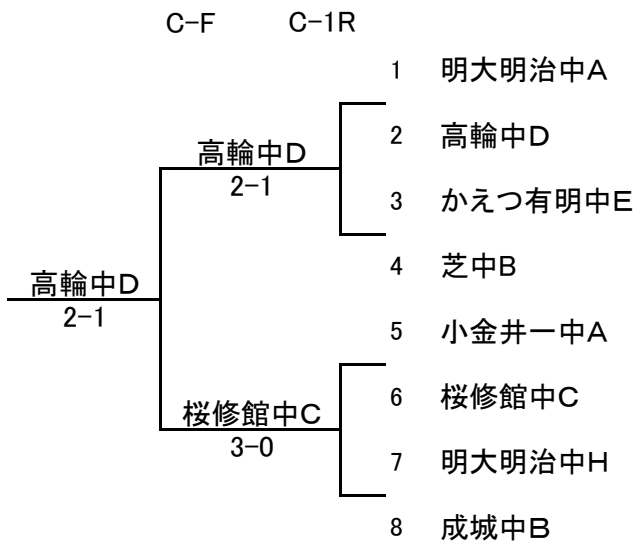 C-F C-1R
1 明大明治中A
高輪中D 2 高輪中D
2-1 3 かえつ有明中E
4 芝中B
高輪中D
2-1 5 小金井一中A
桜修館中C 6 桜修館中C
3-0 7 明大明治中H
8 成城中B